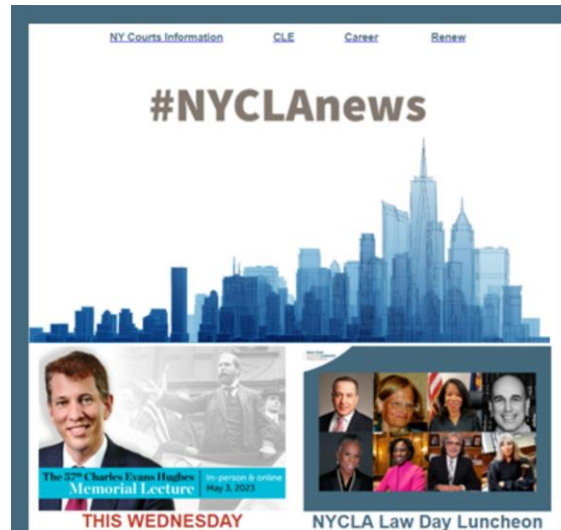 NY Courts Information CLE Career Renew
#NYCLAnews
The 57th Charles Evans Hughes
Memorial Lecture
In-person & online
May 3, 2023
THIS WEDNESDAY
NYCLA Law Day Luncheon